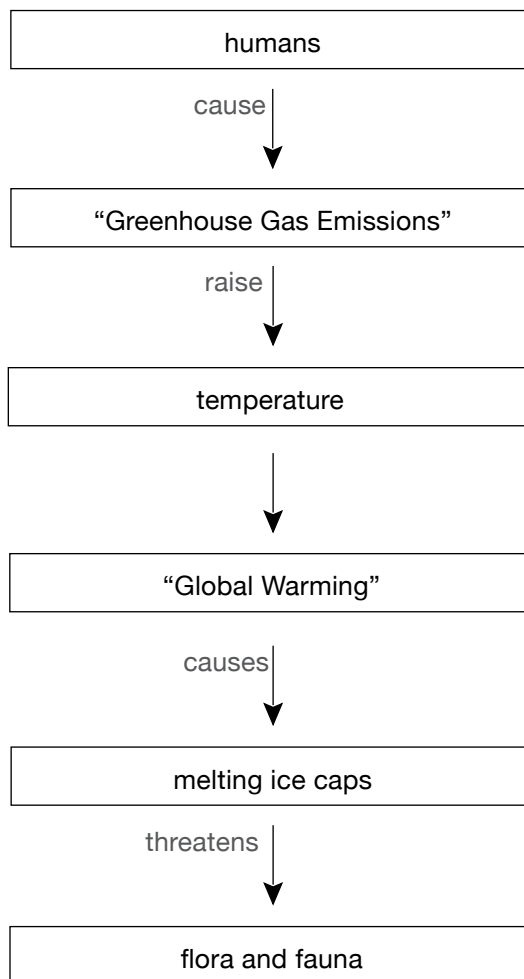 humans
cause
“Greenhouse Gas Emissions”
raise
temperature
“Global Warming”
causes
melting ice caps
threatens
flora and fauna